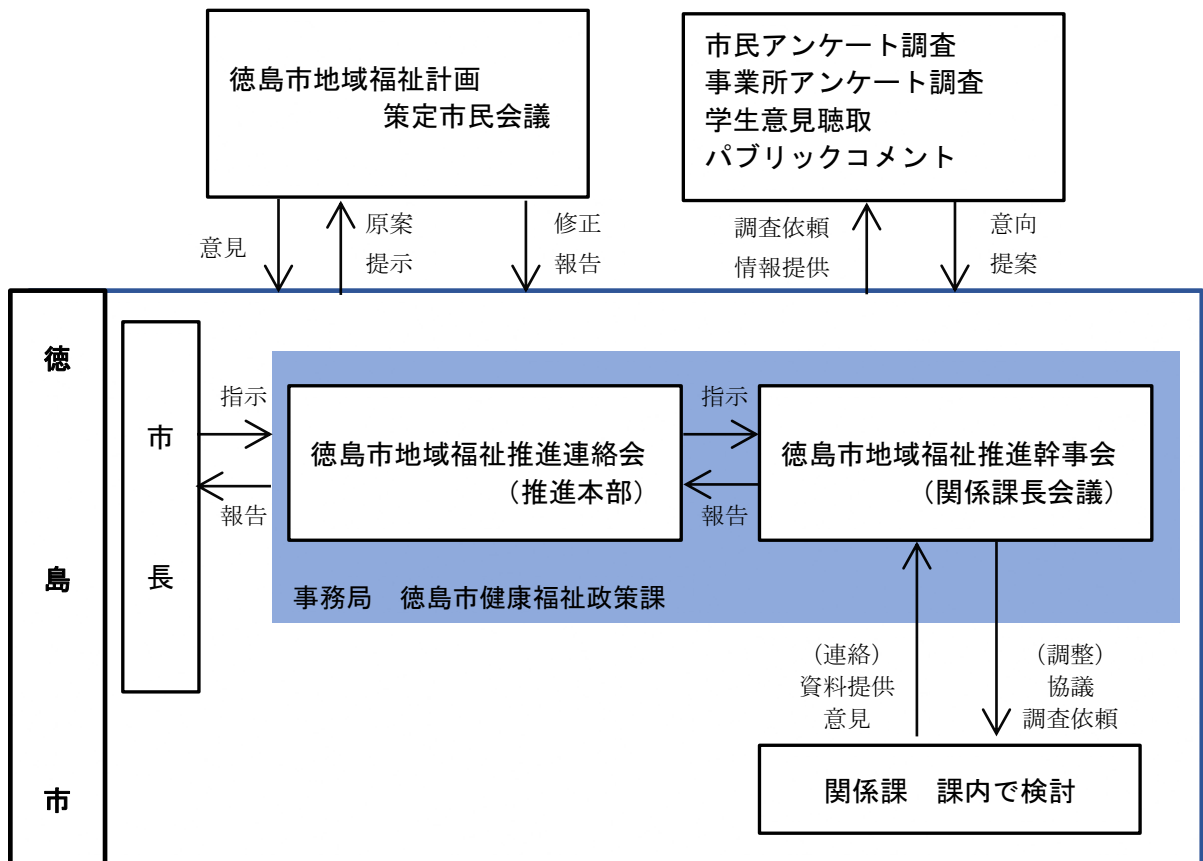 徳島市地域福祉計画
策定市民会議
市民アンケート調査
事業所アンケート調査
学生意見聴取
パブリックコメント
意見
原案
提示
修正
報告
調査依頼
情報提供
意向
提案
徳
島
市
市
長
指示
報告
徳島市地域福祉推進連絡会
（推進本部）
指示
報告
徳島市地域福祉推進幹事会
（関係課長会議）
事務局　徳島市健康福祉政策課
（連絡）
資料提供
意見
（調整）
協議
調査依頼
関係課　課内で検討